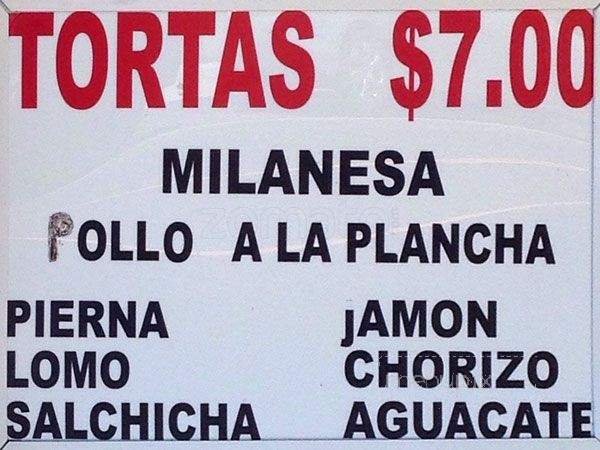 TORTAS $7.00
MILANESA
POLLO A LA PLANCHA
PIERNA jAMON
LOMO CHORIZO
SALCHICHA AGUACATE